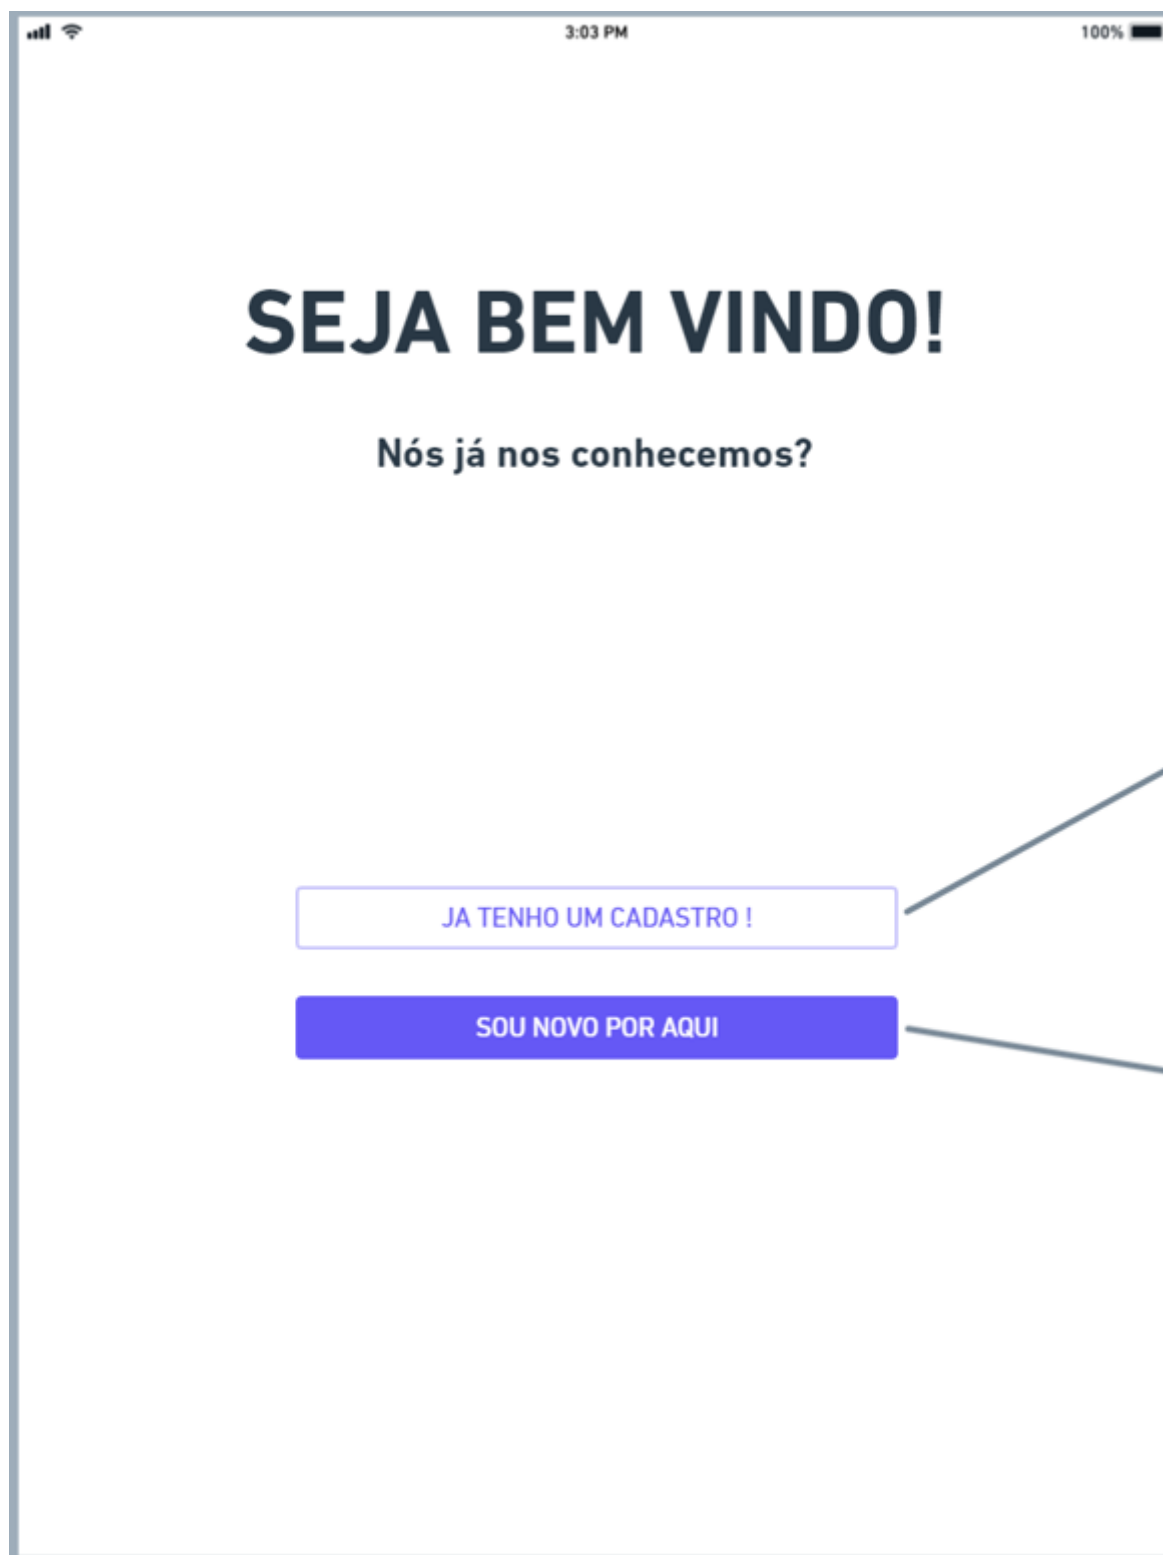 3:03 PM 100%
SEJA BEM VINDO!
Nós já nos conhecemos?
JA TENHO UM CADASTRO !
SOU NOVO POR AQUI